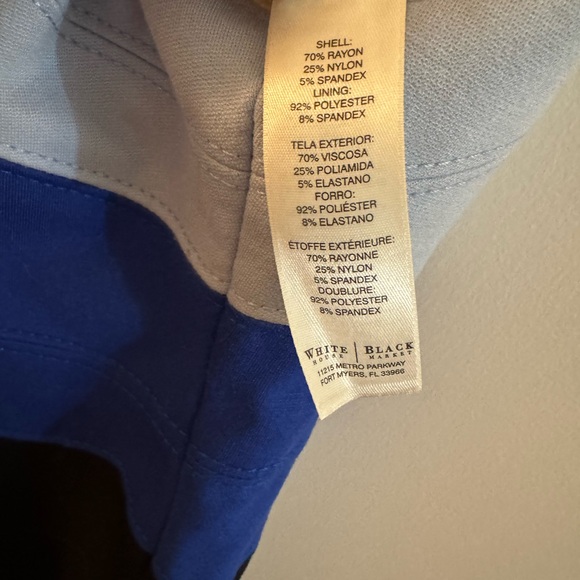 SHELL:
70% RAYON
25% NYLON
5% SPANDEX
LINING:
92% POLYESTER
8% SPANDEX
TELA EXTERIOR:
70% VISCOSA
25% POLIAMIDA
5% ELASTANO
FORRO:
92% POLIÉSTER
8% ELASTANO
ÉTOFFE EXTÉRIEURE:
70% RAYONNE
25% NYLON
5% SPANDEX
DOUBLURE:
92% POLYESTER
8% SPANDEX
WHITE | BLACK
HOUSE | MARKET
11215 METRO PARKWAY
FORT MYERS, FL 33966